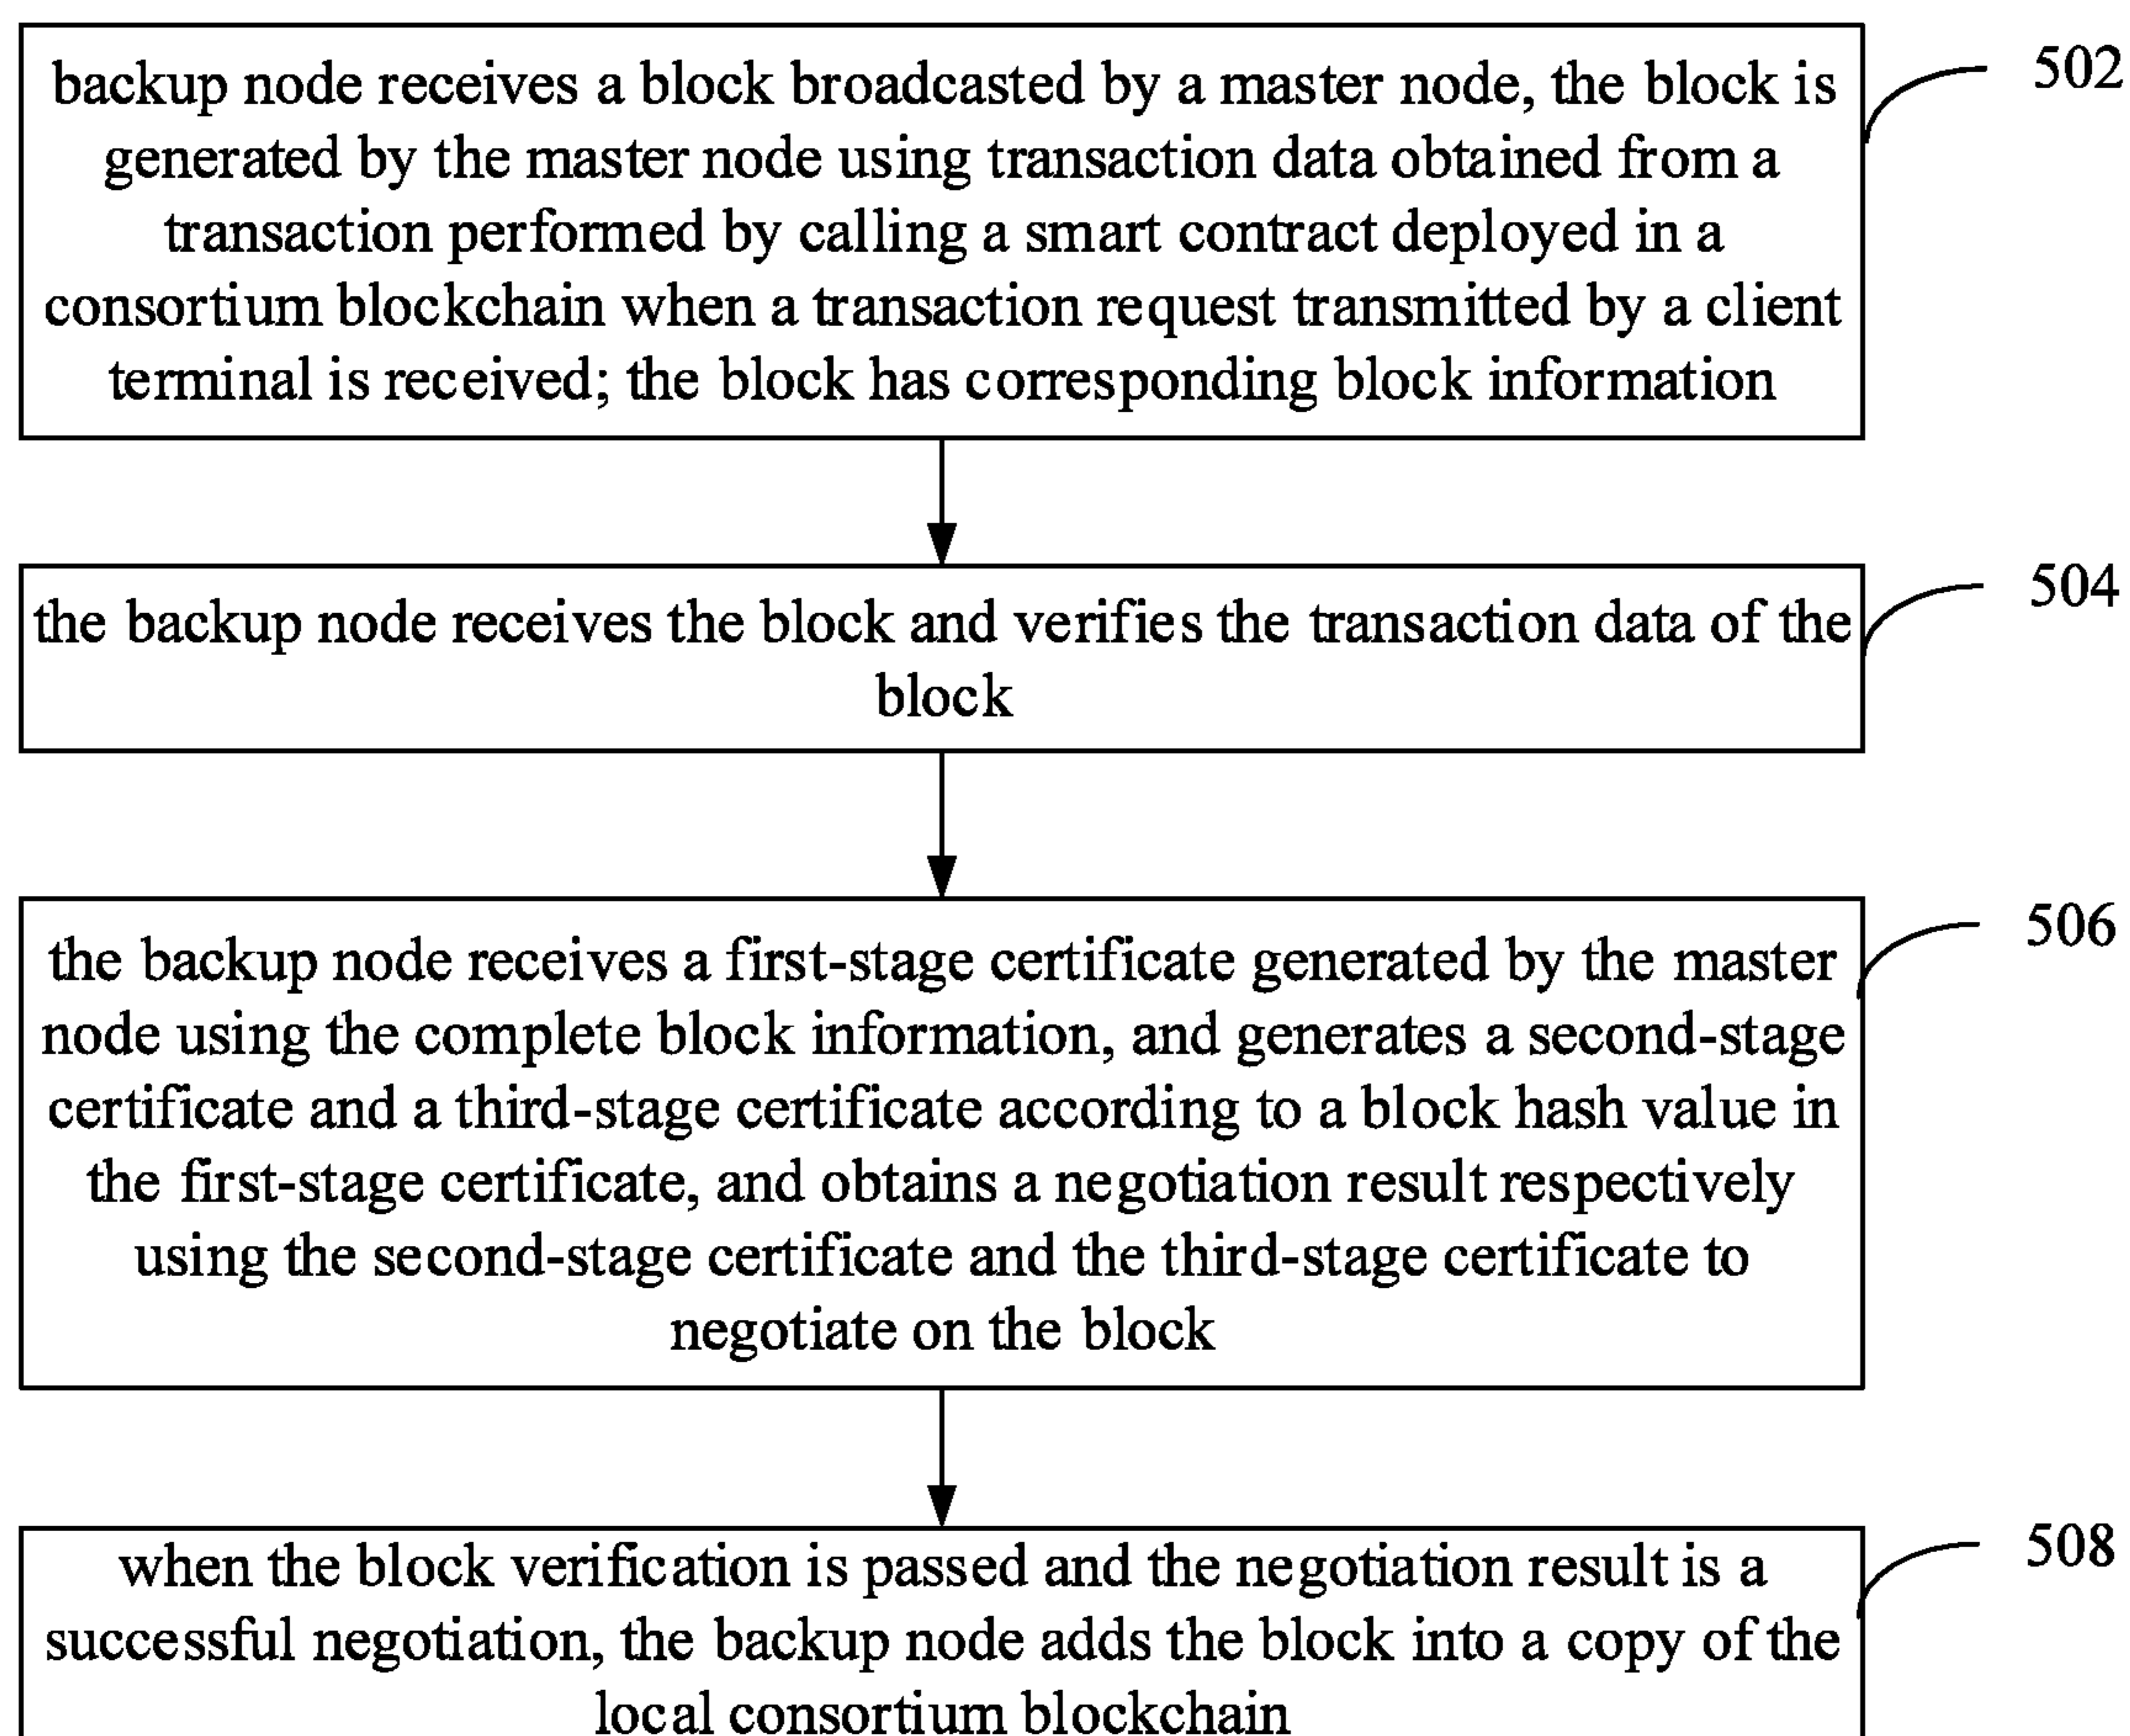 backup node receives a block broadcasted by a master node, the block is
generated by the master node using transaction data obtained from a
transaction performed by calling a smart contract deployed in a
consortium blockchain when a transaction request transmitted by a client
terminal is received; the block has corresponding block information
502
the backup node receives the block and verifies the transaction data of the
block
504
the backup node receives a first-stage certificate generated by the master
node using the complete block information, and generates a second-stage
certificate and a third-stage certificate according to a block hash value in
the first-stage certificate, and obtains a negotiation result respectively
using the second-stage certificate and the third-stage certificate to
negotiate on the block
506
when the block verification is passed and the negotiation result is a
successful negotiation, the backup node adds the block into a copy of the
local consortium blockchain
508